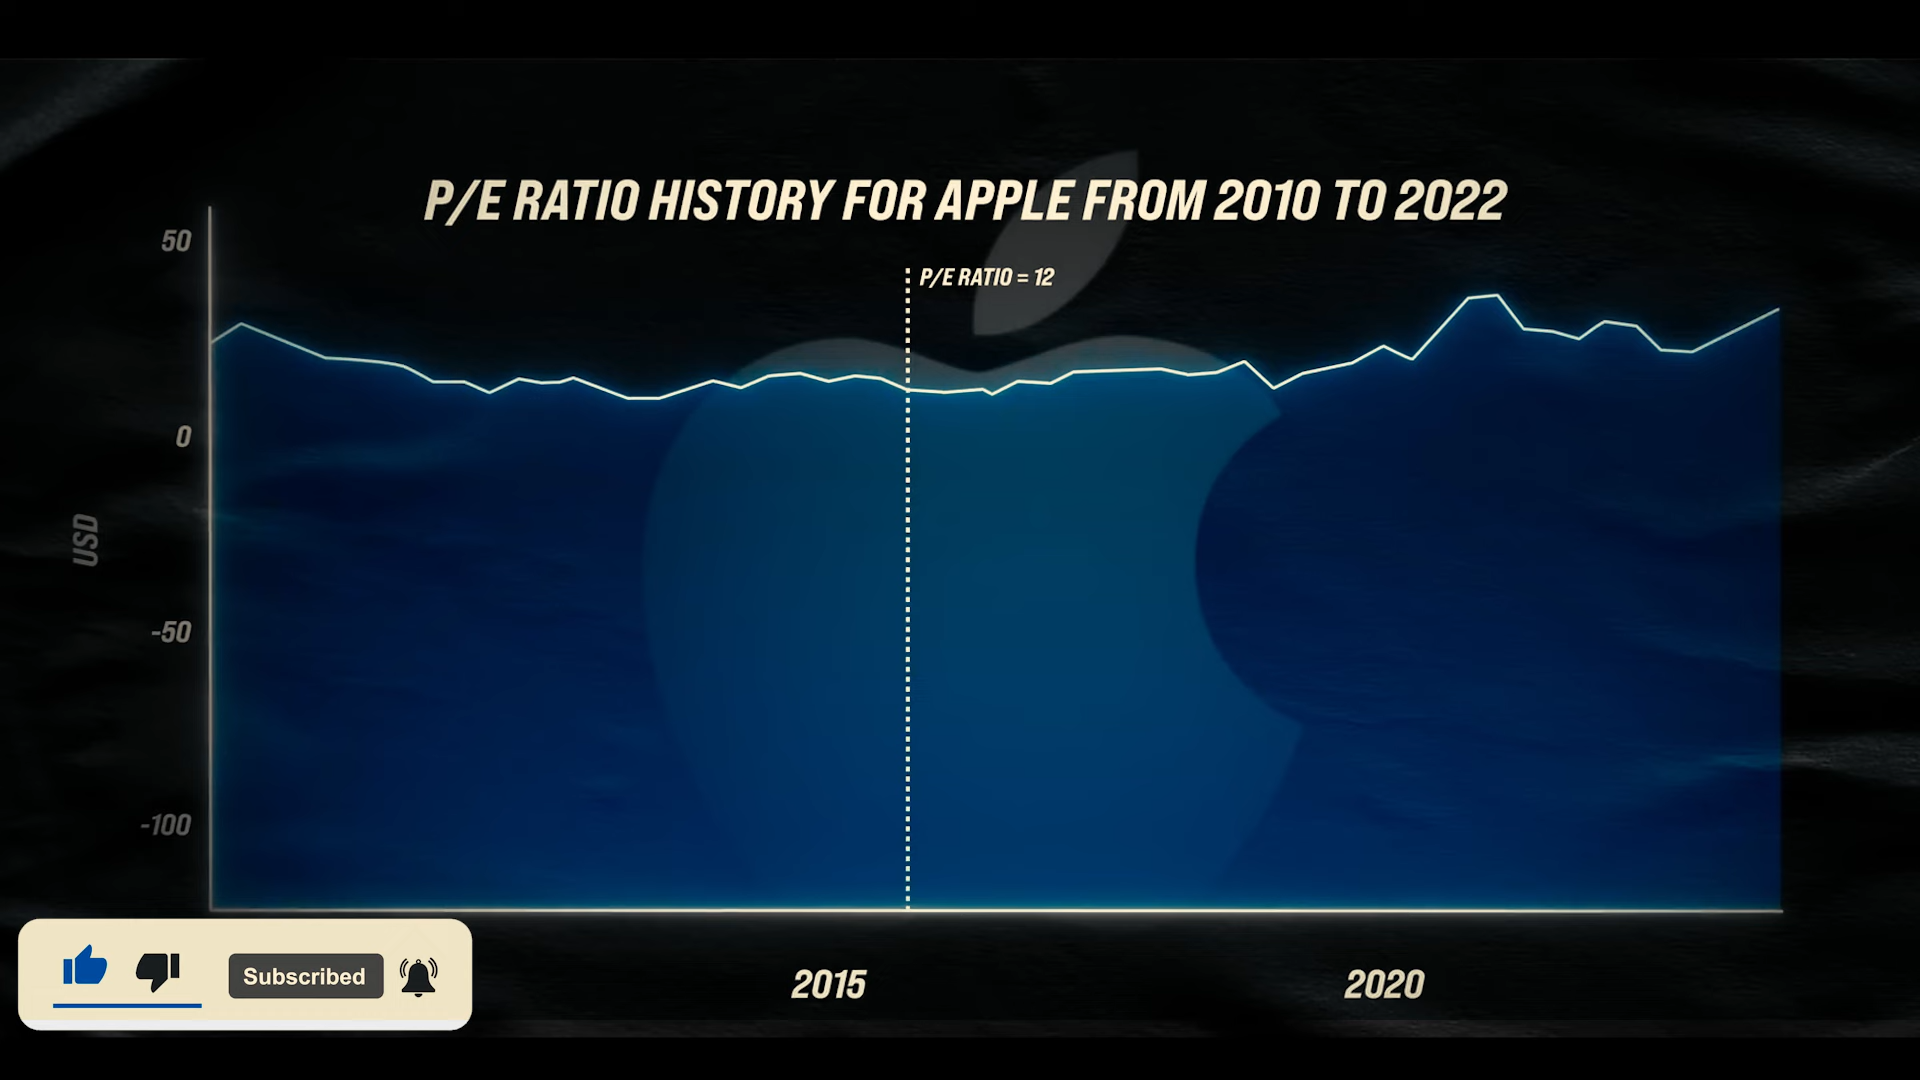 P/E RATIO HISTORY FOR APPLE FROM 2010 TO 2022
50
P/E RATIO = 12
0
USD
-50
-100
Subscribed
2015
2020